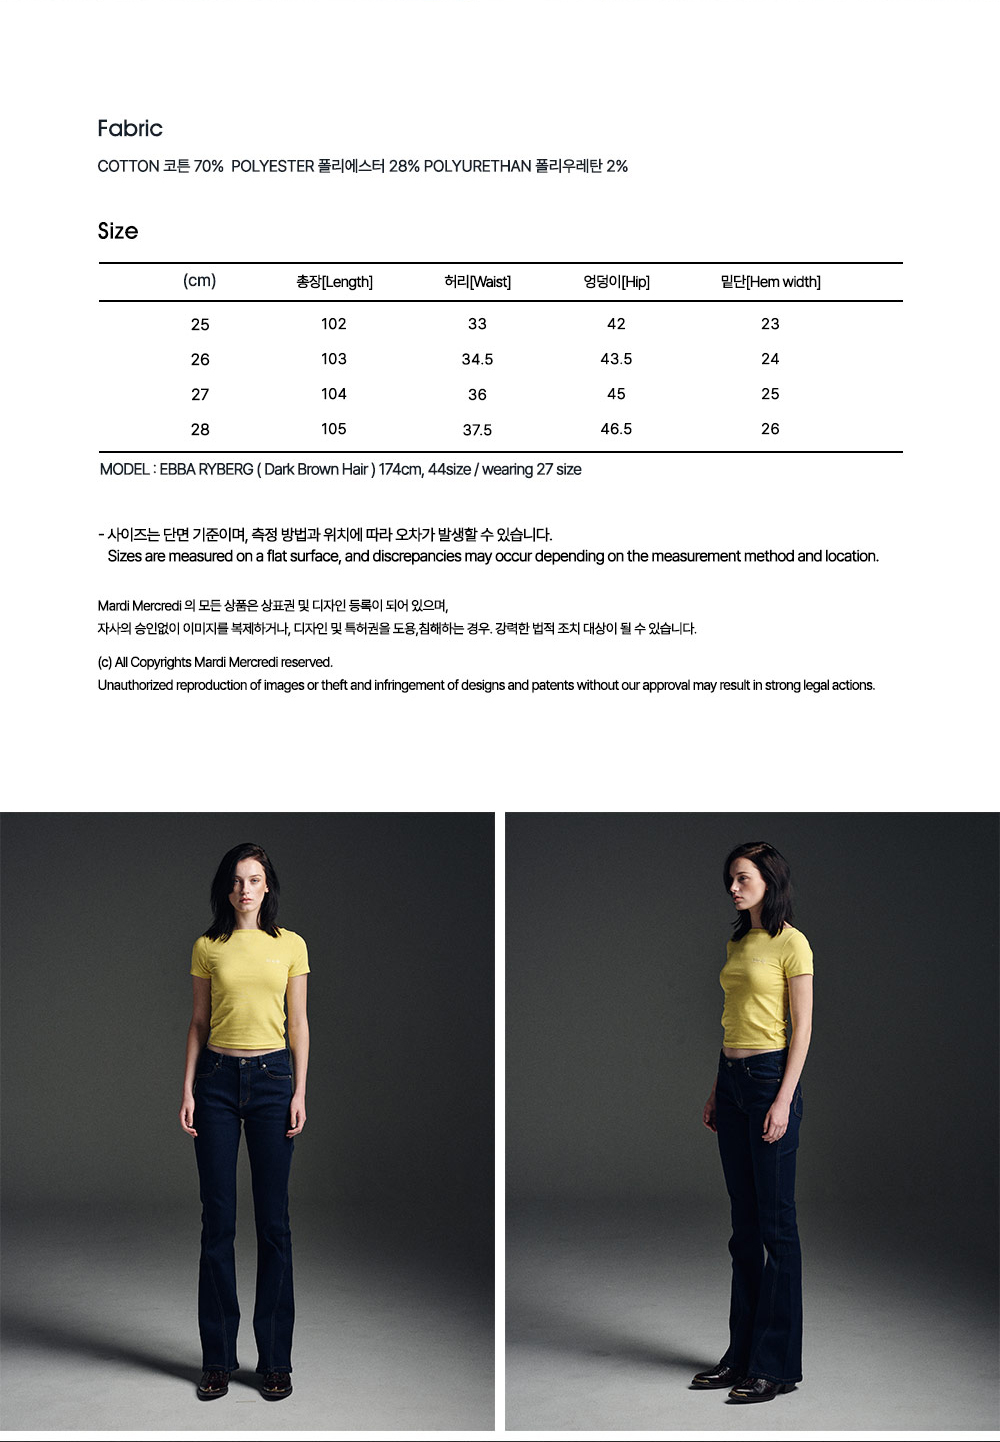 Fabric
COTTON 코튼 70% POLYESTER 폴리에스터 28% POLYURETHAN 폴리우레탄 2%
Size
(cm) 총장[Length] 허리[Waist] 엉덩이[Hip] 밑단[Hem width]
25 102 33 42 23
26 103 34.5 43.5 24
27 104 36 45 25
28 105 37.5 46.5 26
MODEL : EBBA RYBERG ( Dark Brown Hair ) 174cm, 44size / wearing 27 size
- 사이즈는 단면 기준이며, 측정 방법과 위치에 따라 오차가 발생할 수 있습니다.
Sizes are measured on a flat surface, and discrepancies may occur depending on the measurement method and location.
Mardi Mercredi 의 모든 상품은 상표권 및 디자인 등록이 되어 있으며,
자사의 승인없이 이미지를 복제하거나, 디자인 및 특허권을 도용,침해하는 경우. 강력한 법적 조치 대상이 될 수 있습니다.
(c) All Copyrights Mardi Mercredi reserved.
Unauthorized reproduction of images or theft and infringement of designs and patents without our approval may result in strong legal actions.